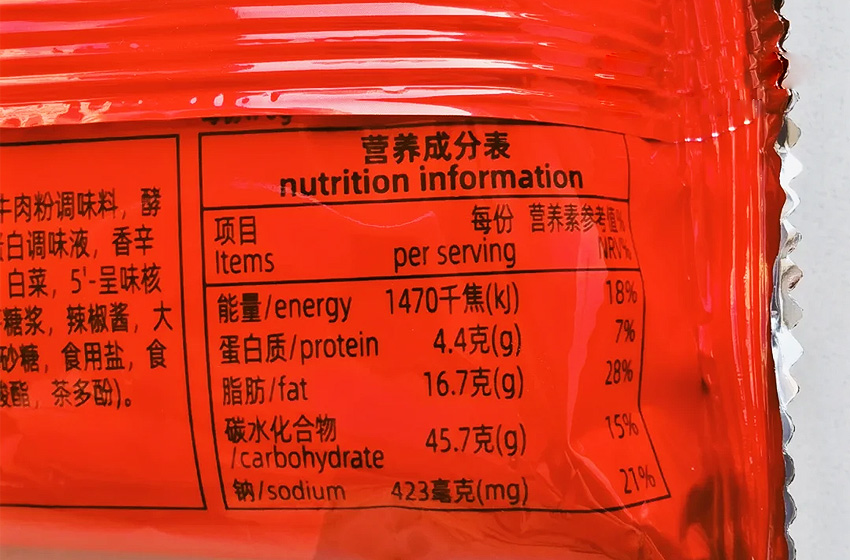 牛肉粉调味料，酵
蛋白调味液，香辛
白菜，5'-呈味核
糖浆，辣椒酱，大
砂糖，食用盐，食
酸酯，茶多酚)。
营养成分表
nutrition information
项目 每份 营养素参考值%
Items per serving NRV%
能量/energy 1470千焦(kJ) 18%
蛋白质/protein 4.4克(g) 7%
脂肪/fat 16.7克(g) 28%
碳水化合物
/carbohydrate 45.7克(g) 15%
钠/sodium 423毫克(mg) 21%